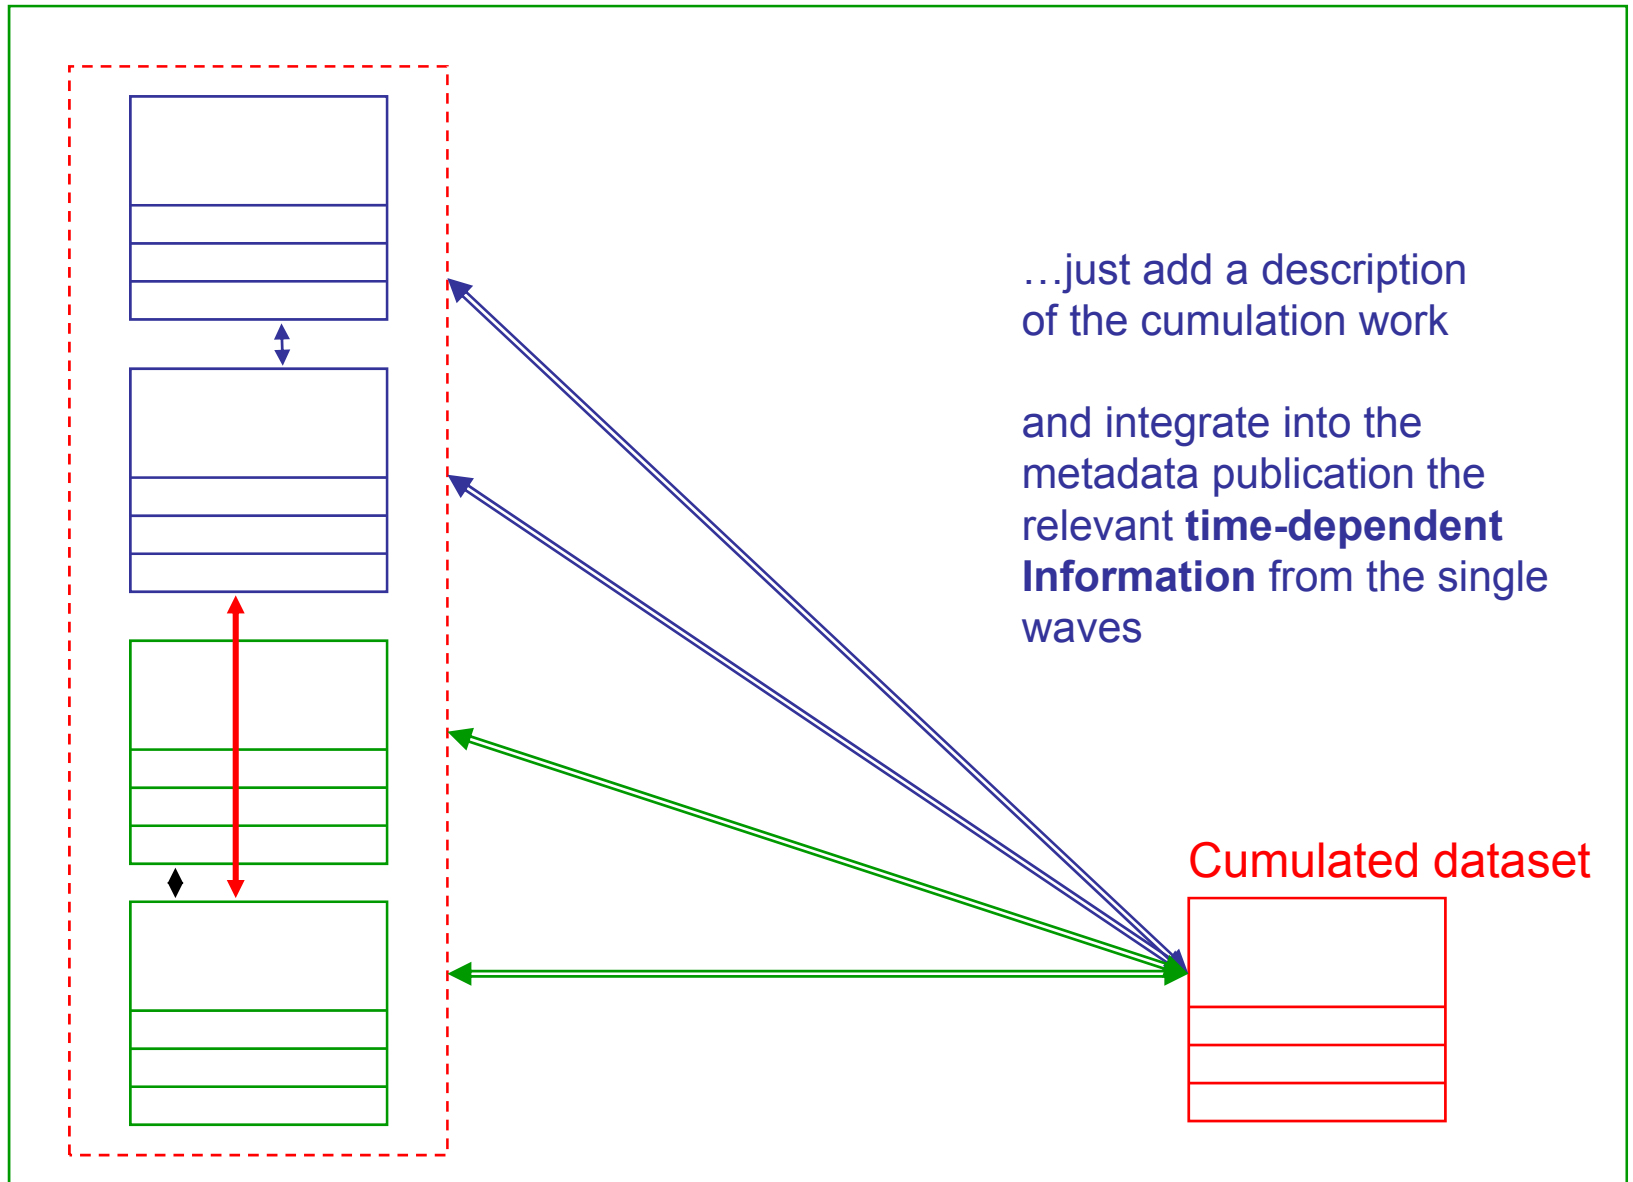 …just add a description
of the cumulation work
and integrate into the
metadata publication the
relevant time-dependent
Information from the single
waves
Cumulated dataset